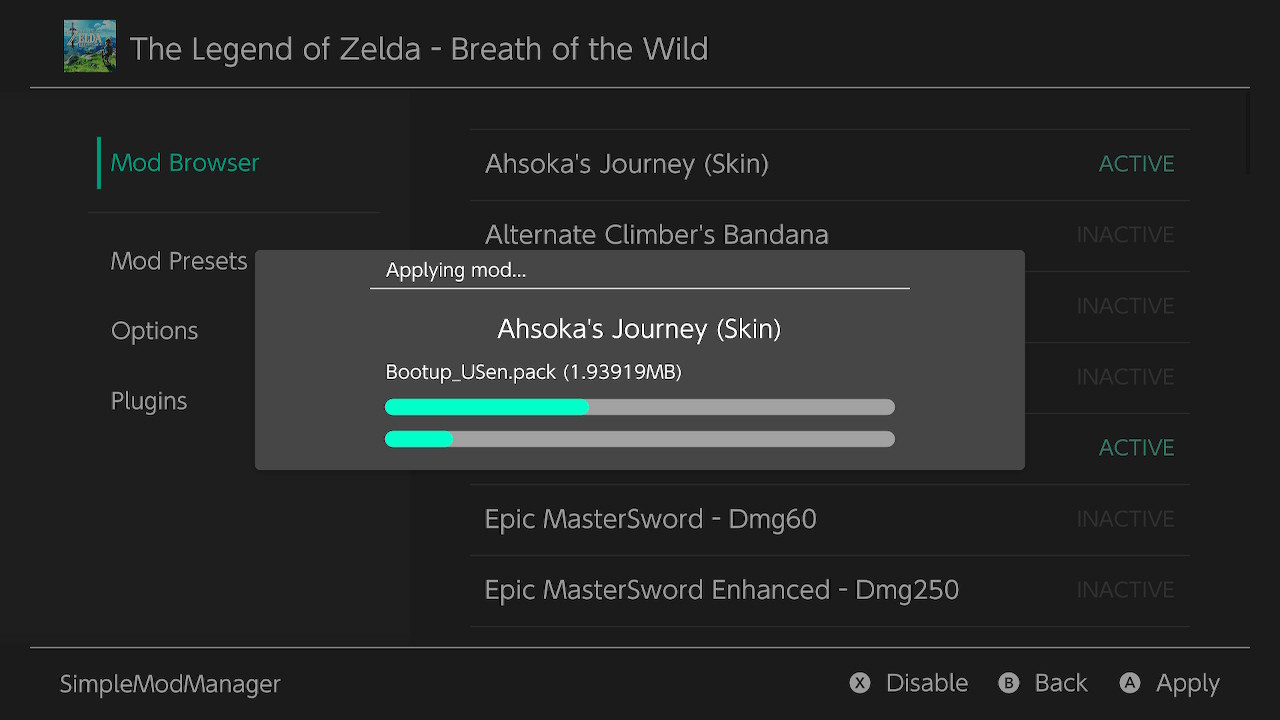 The Legend of Zelda - Breath of the Wild
Mod Browser
Mod Presets
Options
Plugins
Ahsoka's Journey (Skin) ACTIVE
Alternate Climber's Bandana INACTIVE
INACTIVE
INACTIVE
ACTIVE
Epic MasterSword - Dmg60 INACTIVE
Epic MasterSword Enhanced - Dmg250 INACTIVE
Applying mod...
Ahsoka's Journey (Skin)
Bootup_USen.pack (1.93919MB)
SimpleModManager
X Disable B Back A Apply